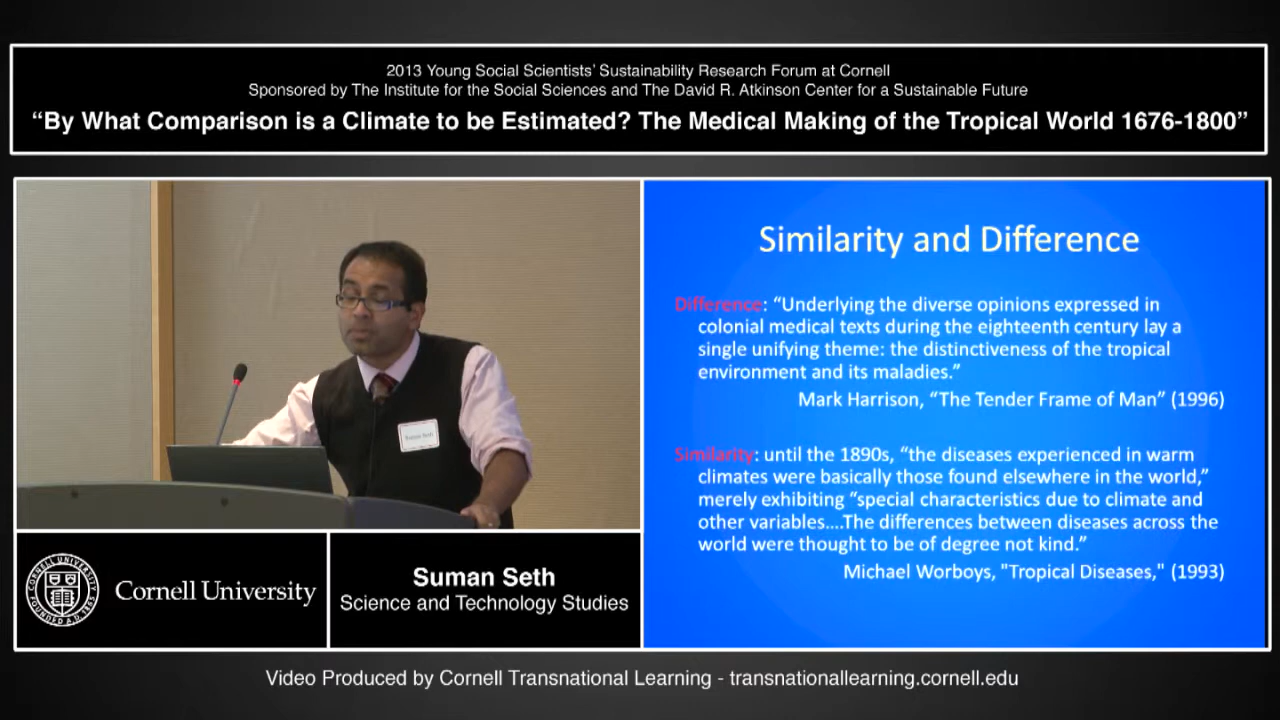 2013 Young Social Scientists' Sustainability Research Forum at Cornell
Sponsored by The Institute for the Social Sciences and The David R. Atkinson Center for a Sustainable Future
“By What Comparison is a Climate to be Estimated? The Medical Making of the Tropical World 1676-1800”
Suman Seth
Similarity and Difference
Difference: “Underlying the diverse opinions expressed in
colonial medical texts during the eighteenth century lay a
single unifying theme: the distinctiveness of the tropical
environment and its maladies.”
Mark Harrison, “The Tender Frame of Man” (1996)
Similarity: until the 1890s, “the diseases experienced in warm
climates were basically those found elsewhere in the world,”
merely exhibiting “special characteristics due to climate and
other variables....The differences between diseases across the
world were thought to be of degree not kind.”
Michael Worboys, "Tropical Diseases," (1993)
CORNELL UNIVERSITY
FOUNDED A.D. 1865
Cornell University
Suman Seth
Science and Technology Studies
Video Produced by Cornell Transnational Learning - transnationallearning.cornell.edu